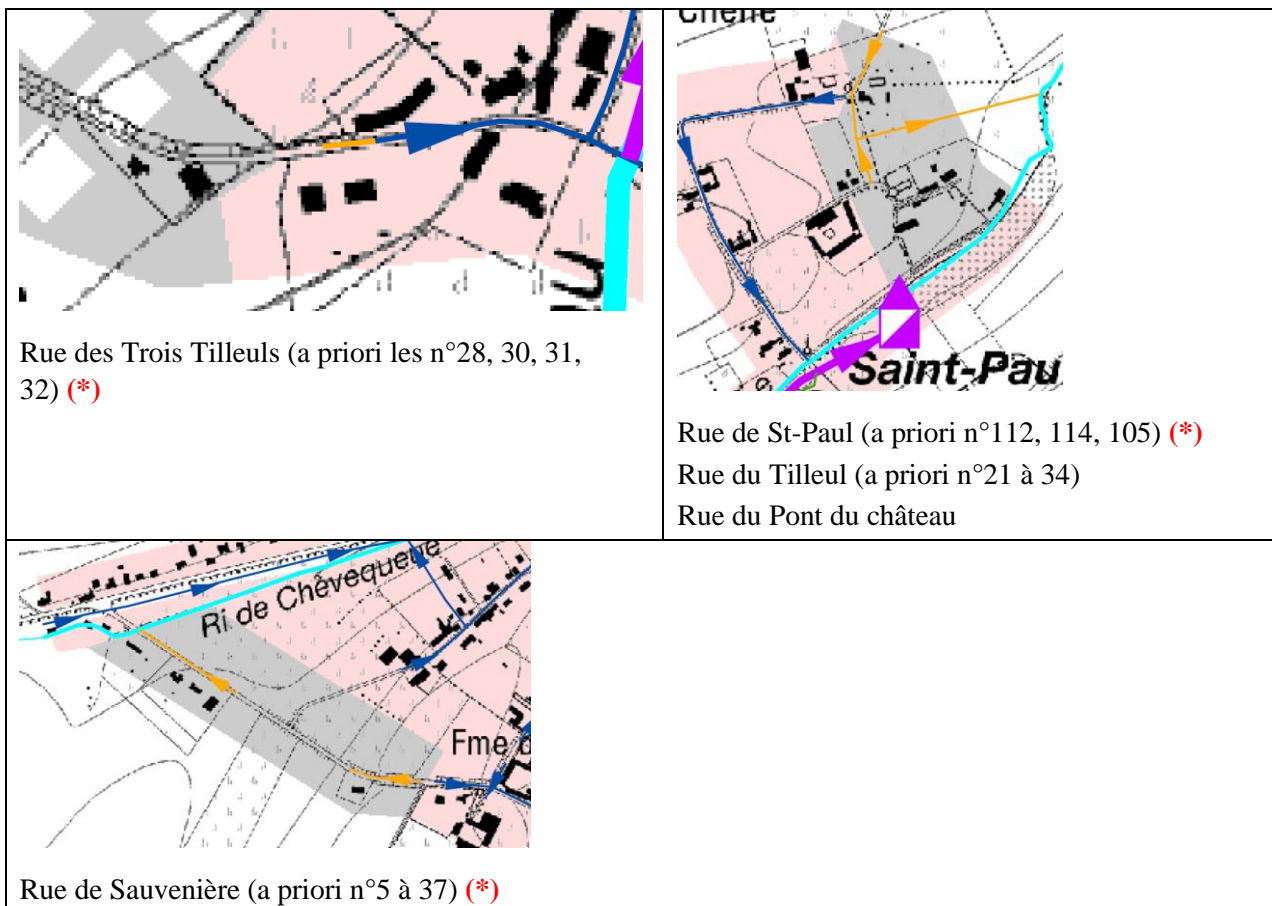 Rue des Trois Tilleuls (a priori les n°28, 30, 31,
32) (*)
Chêne
Saint-Pau
Rue de St-Paul (a priori n°112, 114, 105) (*)
Rue du Tilleul (a priori n°21 à 34)
Rue du Pont du château
Ri de Chèvequeue
Fme d
Rue de Sauvenière (a priori n°5 à 37) (*)